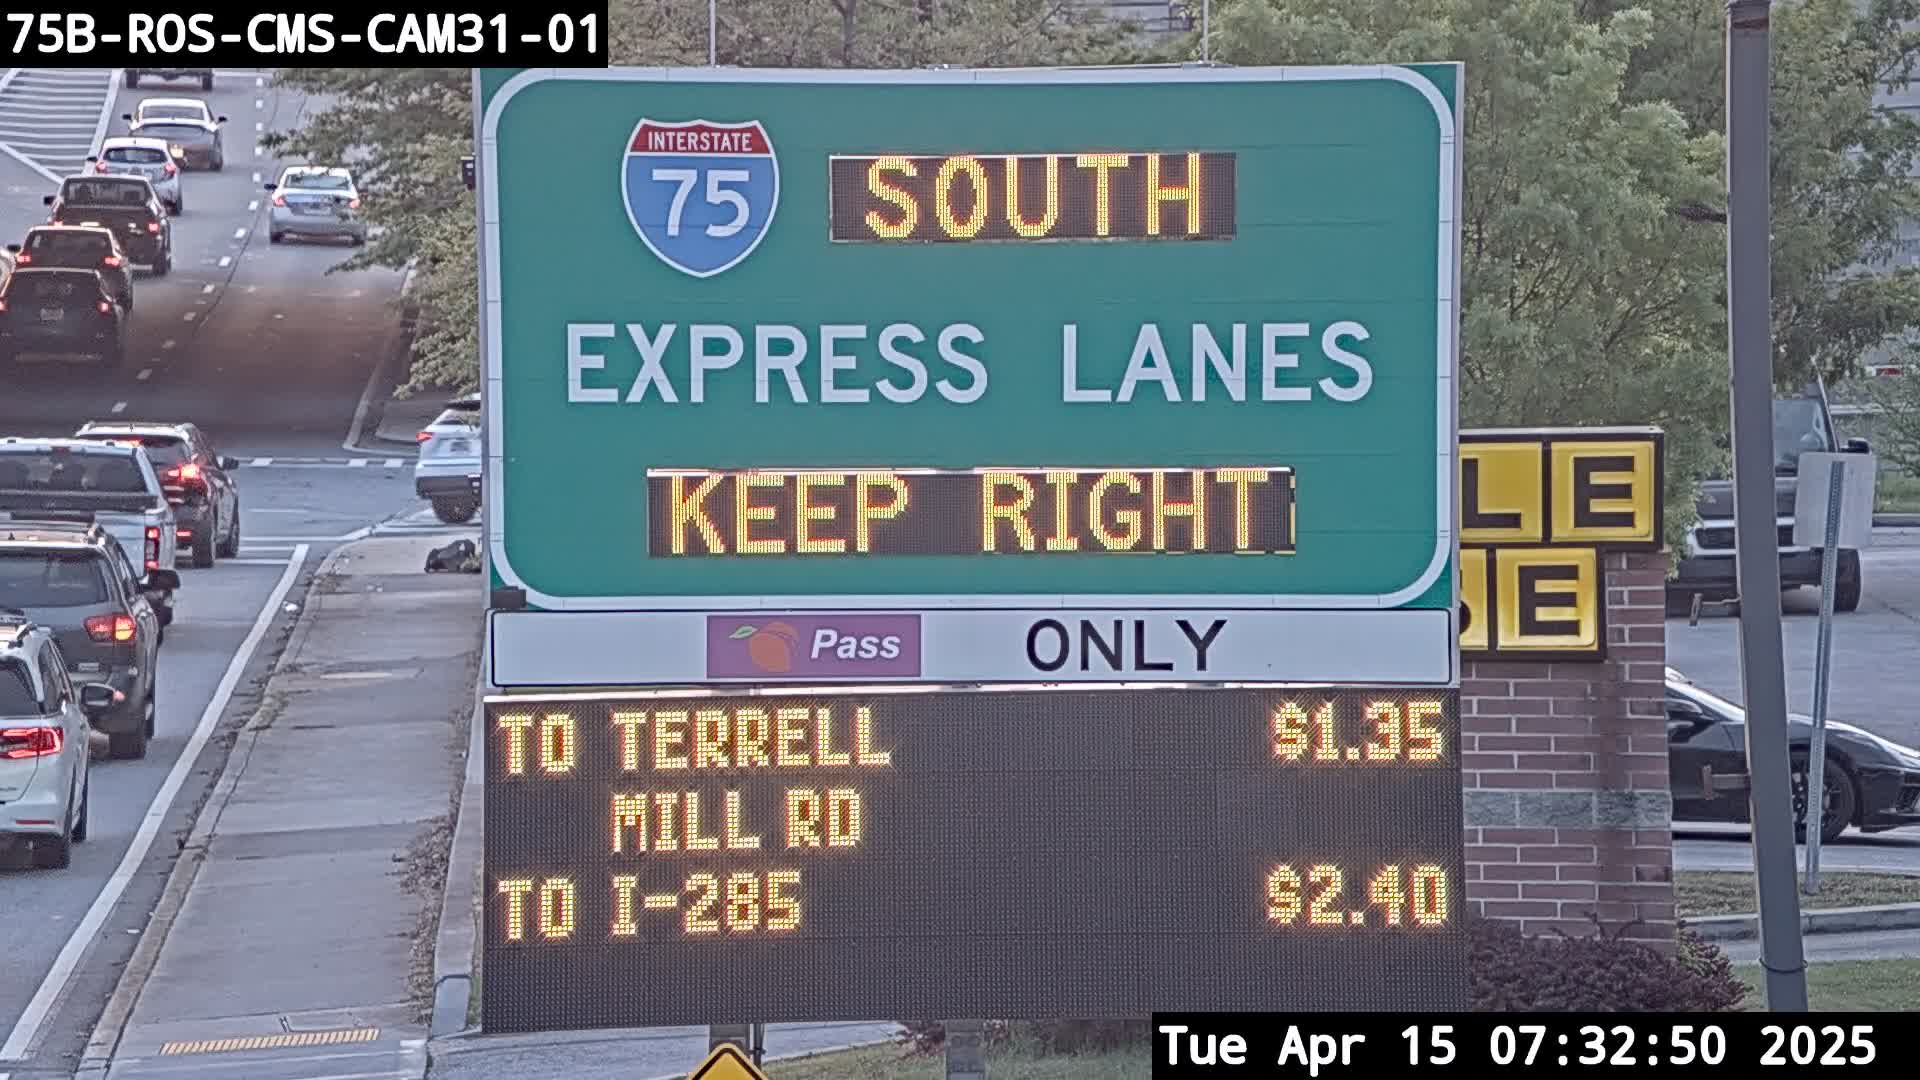 75B-ROS-CMS-CAM31-01
INTERSTATE
75
SOUTH
EXPRESS LANES
KEEP RIGHT
Pass ONLY
TO TERRELL $1.35
MILL RD
TO I-285 $2.40
LE
E
Tue Apr 15 07:32:50 2025